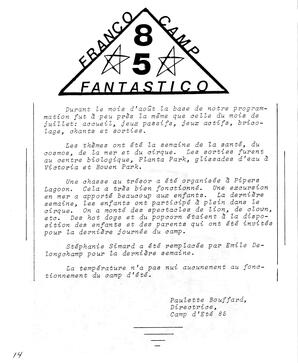 FRANCO CAMP
85
FANTASTICO
Durant le mois d'août la base de notre program-
mation fut à peu près la même que celle du mois de
juillet: accueil, jeux passifs, jeux actifs, brico-
lage, chants et sorties.
Les thèmes ont été la semaine de la santé, du
cosmos, de la mer et du cirque. Les sorties furent
au centre biologique, Planta Park, glissades d'eau à
Victoria et Bowen Park.
Une chasse au trésor a été organisée à Pipers
Lagoon. Cela a très bien fonctionné. Une excursion
en mer a apporté beaucoup aux enfants. La dernière
semaine, les enfants ont participé à plein dans le
cirque. On a monté des spectacles de lion, de clown,
etc. Des hot dogs et du popcorn étaient à la dispo-
sition des enfants et des parents qui ont été invités
pour la dernière journée du camp.
Stéphanie Simard a été remplacée par Emile De-
longchamp pour la dernière semaine.
La température n'a pas nui aucunement au fonc-
tionnement du camp d'été.
Paulette Bouffard,
Directrice,
Camp d'Eté 86
14